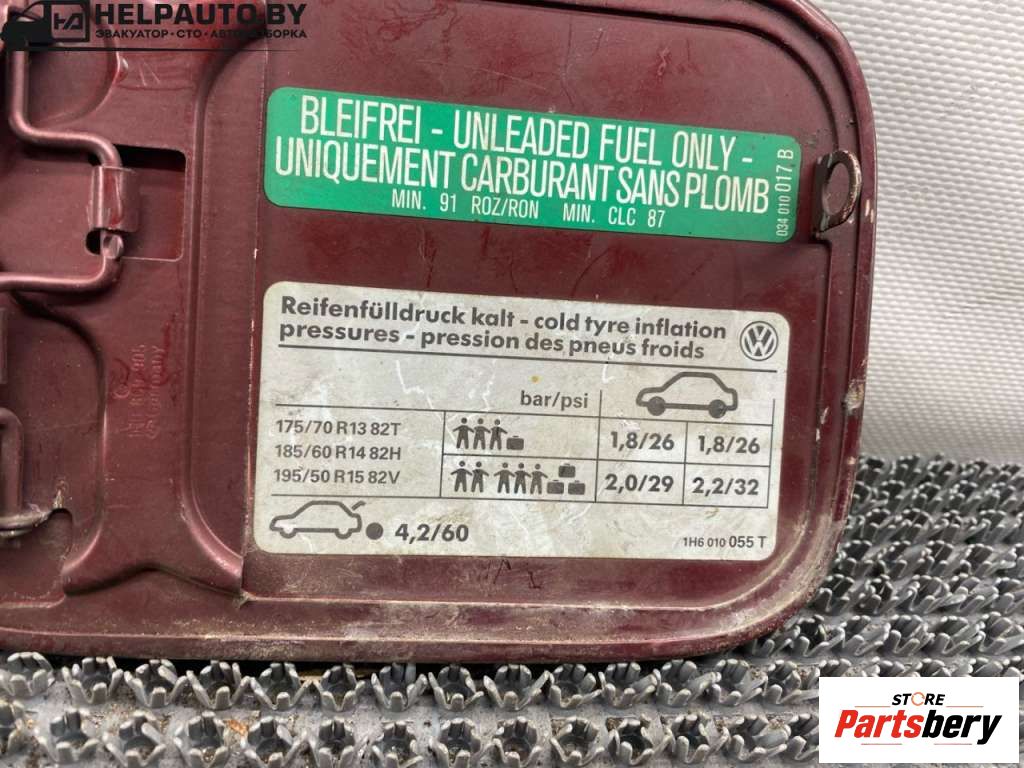 HELPAUTO.BY
ЭВАКУАТОР · СТО · АВТОРАЗБОРКА
BLEIFREI - UNLEADED FUEL ONLY -
UNIQUEMENT CARBURANT SANS PLOMB
MIN. 91 ROZ/RON MIN. CLC 87
034 010 017 B
Reifenfülldruck kalt - cold tyre inflation
pressures - pression des pneus froids
bar/psi
175/70 R13 82T
185/60 R14 82H
195/50 R15 82V
1,8/26 1,8/26
2,0/29 2,2/32
4,2/60
1H6 010 055 T
STORE
Partsbery